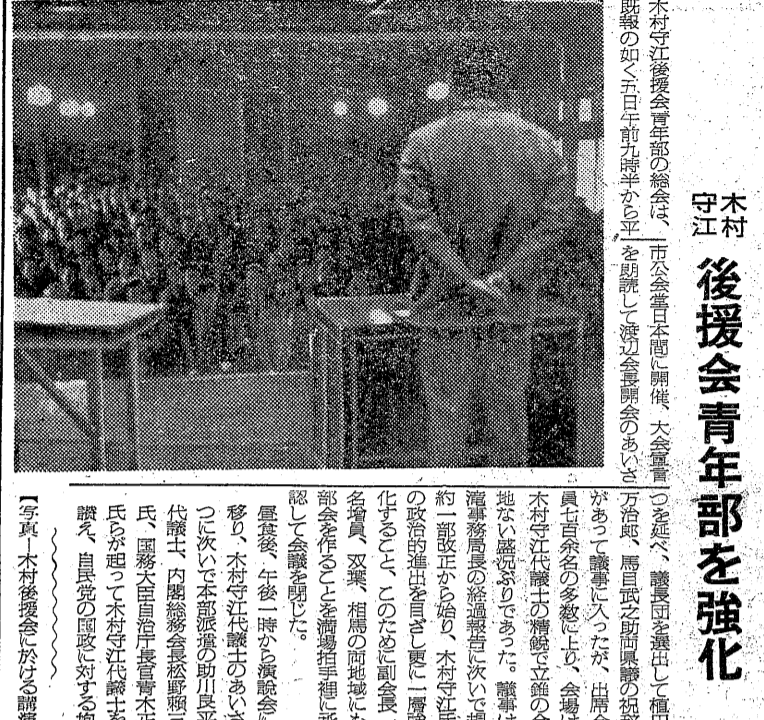 木村
守江
後援会青年部を強化
木村守江後援会青年部の総会は、
既報の如く五日午前九時半から平
市公会堂日本間に開催、大会宣言
を朗読して渡辺会長開会のあいさ
つを延べ、議長団を選出して植田
万治郎、馬目武之助両県議の祝
があって議事に入ったが、出席会
員七百余名の多数に上り、会場は
木村守江代議士の精鋭で立錐の余
地ない盛況ぶりであった。議事は
滝事務局長の経過報告に次いで規
約一部改正から始り、木村守江氏
の政治的進出を目ざし更に一層強
化すること、このために副会長
名増員、双葉、相馬の両地域にも
部会を作ることを満場拍手裡に承
認して会議を閉じた。
昼食後、午後一時から演説会に
移り、木村守江代議士のあいさ
つに次いで本部派遣の助川良平
代議士、内閣総務会長松野頼三
氏、国務大臣自治庁長官青木正
氏らが起って木村守江代議士を
讃え、自民党の国政に対する
【写真―木村後援会に於ける講演